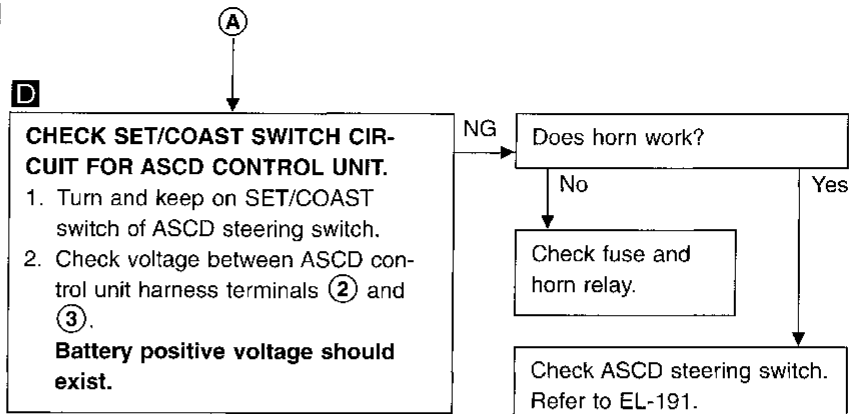 A
D
CHECK SET/COAST SWITCH CIR-
CUIT FOR ASCD CONTROL UNIT.
1. Turn and keep on SET/COAST
switch of ASCD steering switch.
2. Check voltage between ASCD con-
trol unit harness terminals ② and
③.
Battery positive voltage should
exist.
NG
Does horn work?
No
Yes
Check fuse and
horn relay.
Check ASCD steering switch.
Refer to EL-191.